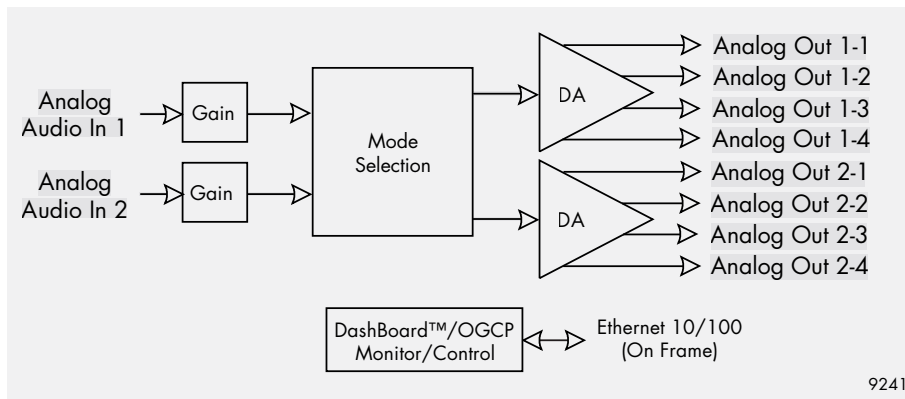 Analog
Audio In 1
Gain
Analog
Audio In 2
Gain
Mode
Selection
DA
DA
Analog Out 1-1
Analog Out 1-2
Analog Out 1-3
Analog Out 1-4
Analog Out 2-1
Analog Out 2-2
Analog Out 2-3
Analog Out 2-4
DashBoard™/OGCP
Monitor/Control
Ethernet 10/100
(On Frame)
9241